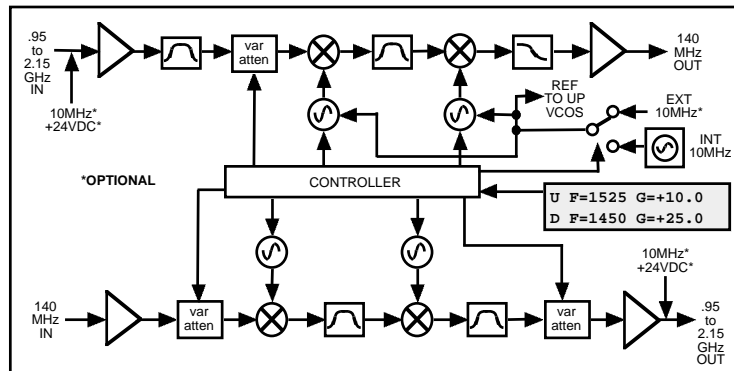 .95
to
2.15
GHz
IN
10MHz*
+24VDC*
var
atten
REF
TO UP
VCOS
140
MHz
OUT
EXT
10MHz*
INT
10MHz
*OPTIONAL
CONTROLLER
U F=1525 G=+10.0
D F=1450 G=+25.0
10MHz*
+24VDC*
140
MHz
IN
var
atten
var
atten
.95
to
2.15
GHz
OUT